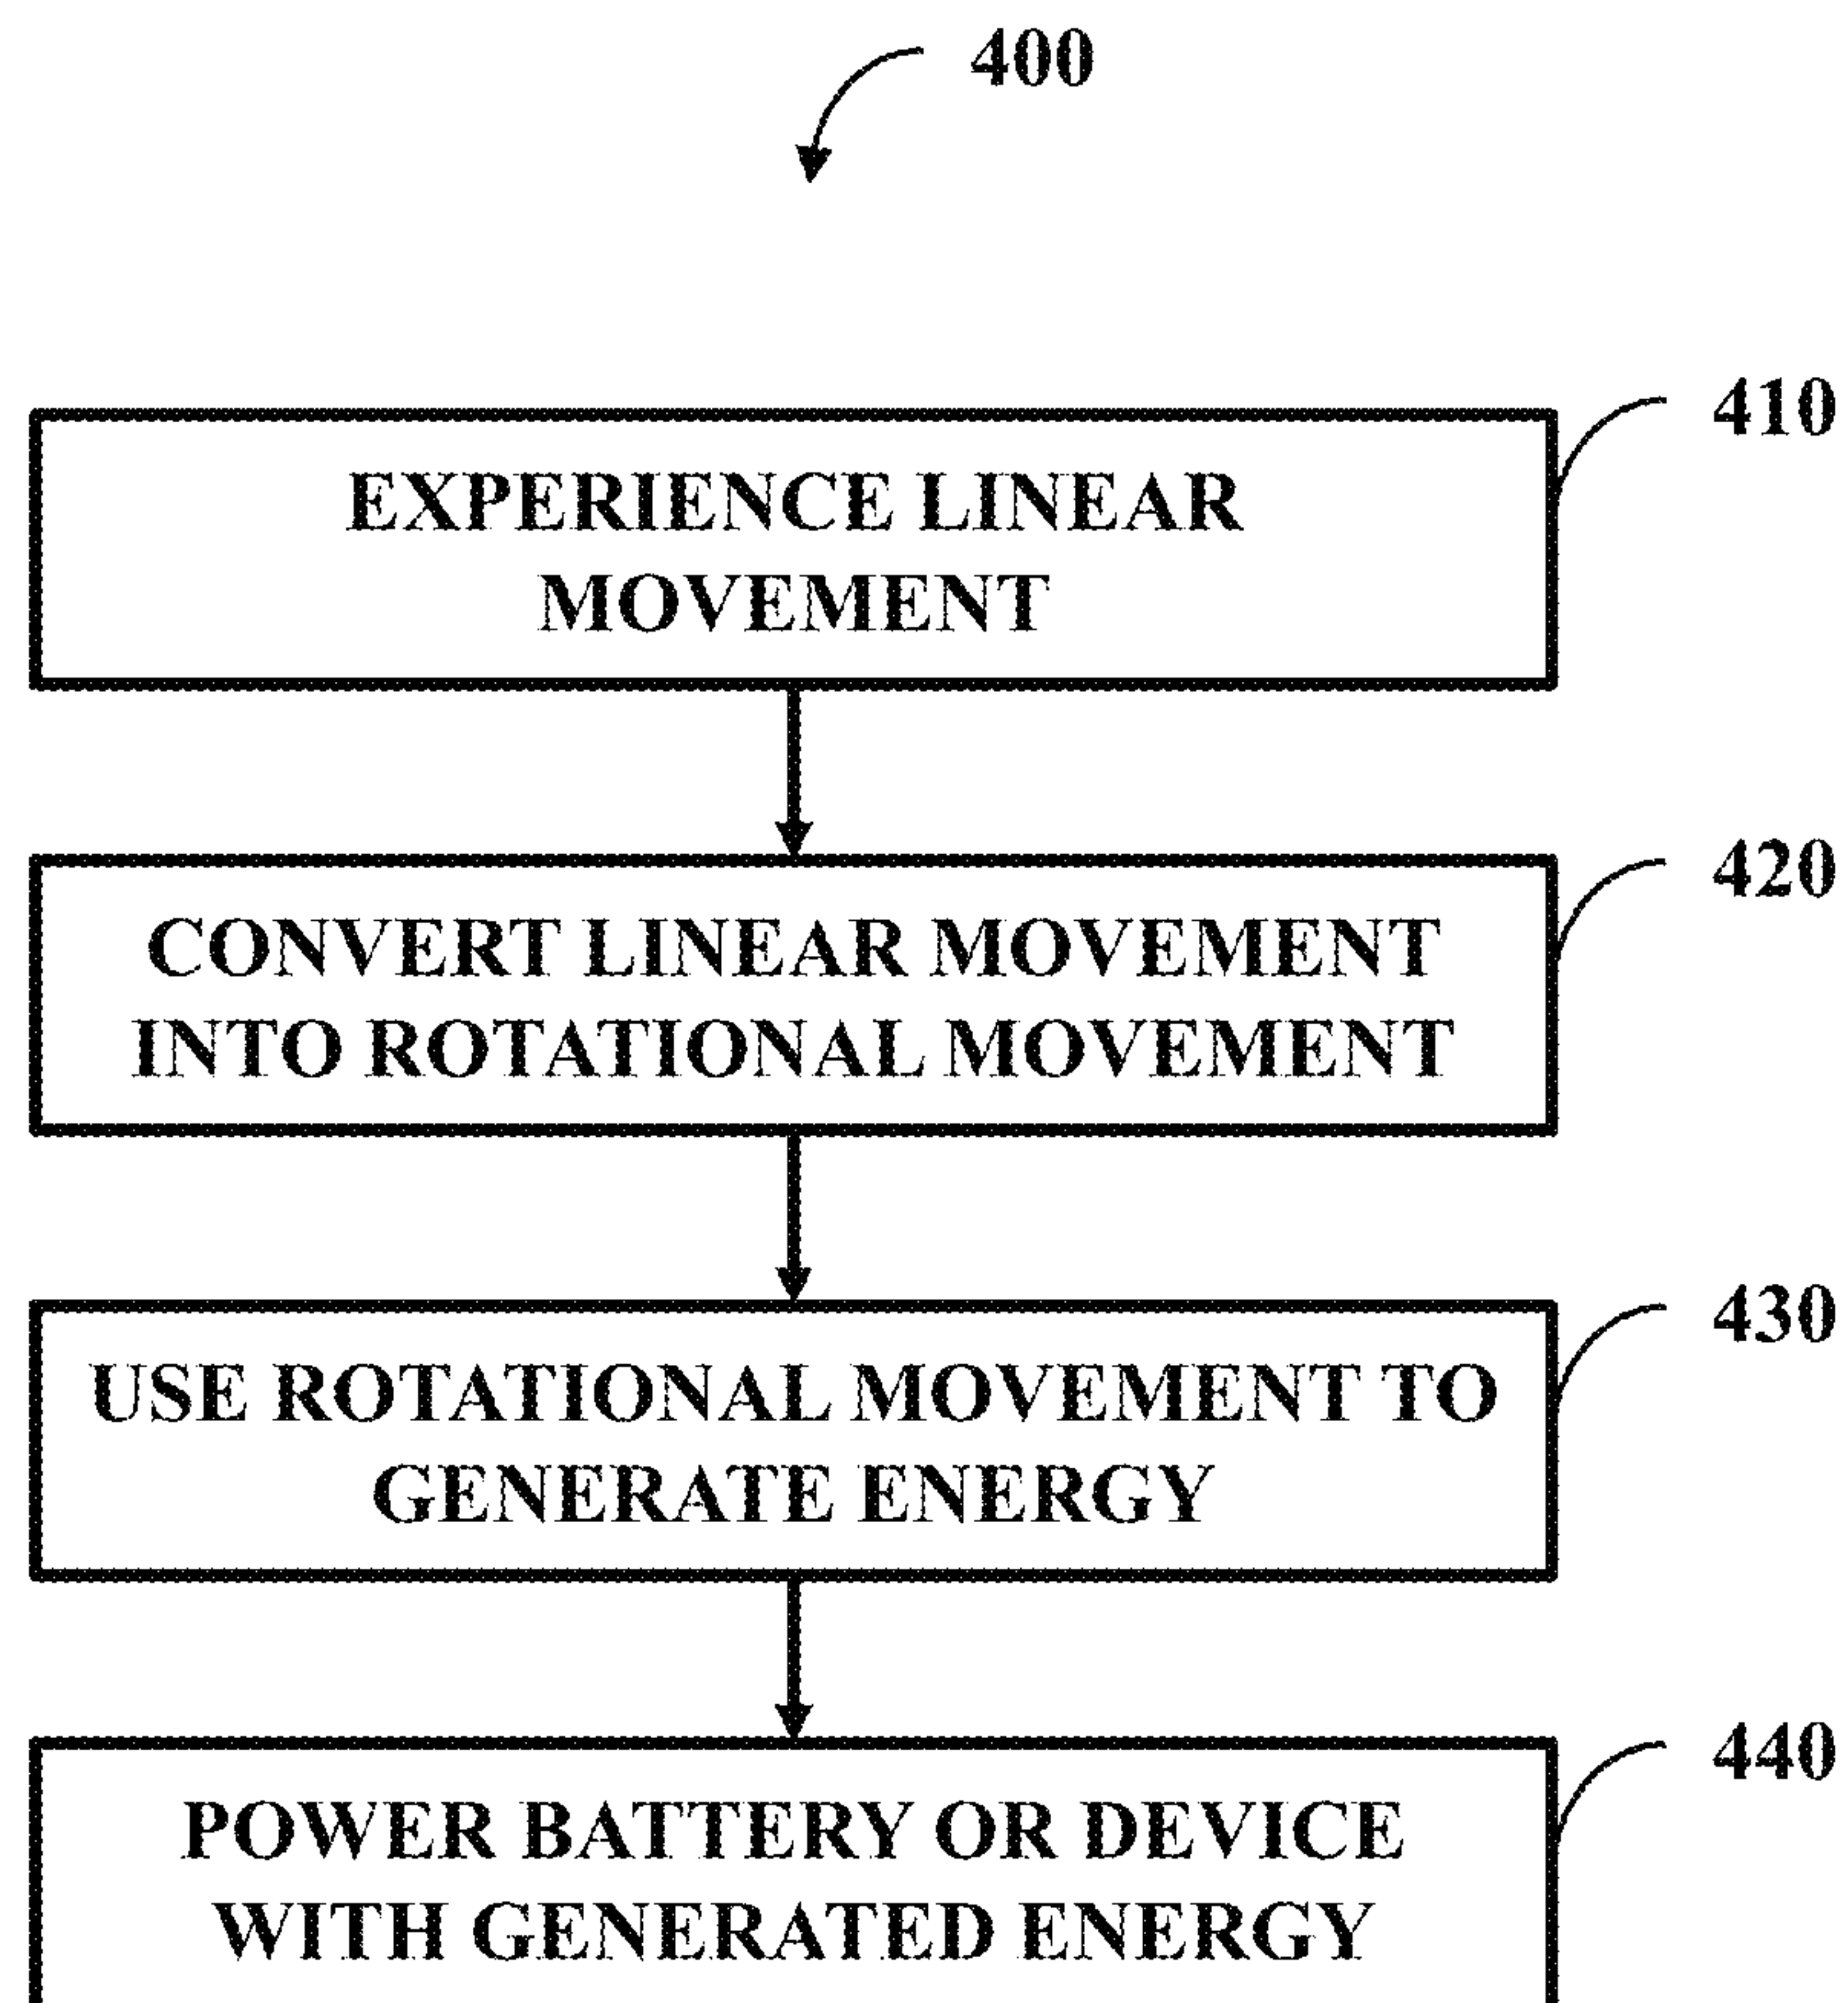 400
410
EXPERIENCE LINEAR
MOVEMENT
420
CONVERT LINEAR MOVEMENT
INTO ROTATIONAL MOVEMENT
430
USE ROTATIONAL MOVEMENT TO
GENERATE ENERGY
440
POWER BATTERY OR DEVICE
WITH GENERATED ENERGY